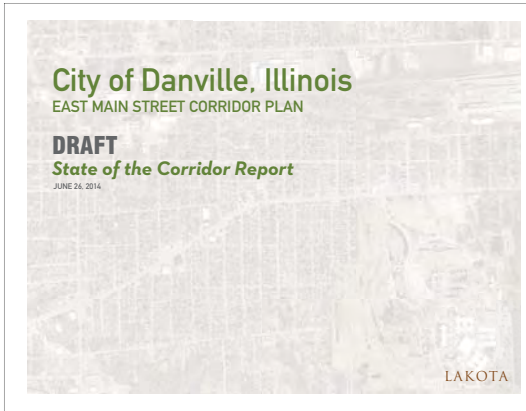 City of Danville, Illinois
EAST MAIN STREET CORRIDOR PLAN
DRAFT
State of the Corridor Report
JUNE 26, 2014
LAKOTA